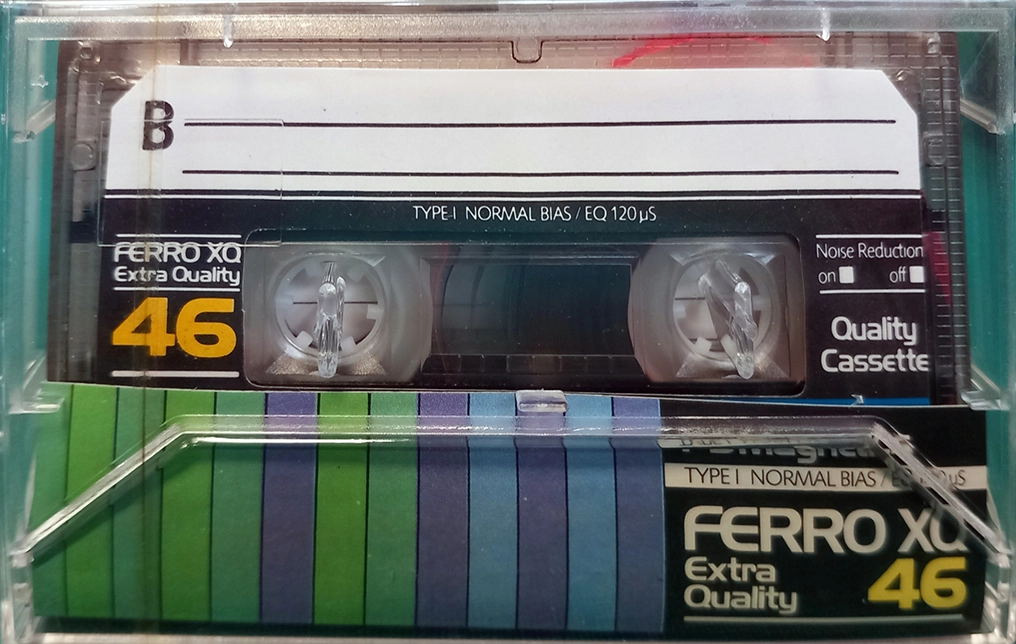 B
TYPE I NORMAL BIAS / EQ 120 µS
FERRO XQ
Extra Quality
46
Noise Reduction
on off
Quality
Cassette
TYPE I NORMAL BIAS / µS
FERRO XQ
Extra
Quality
46